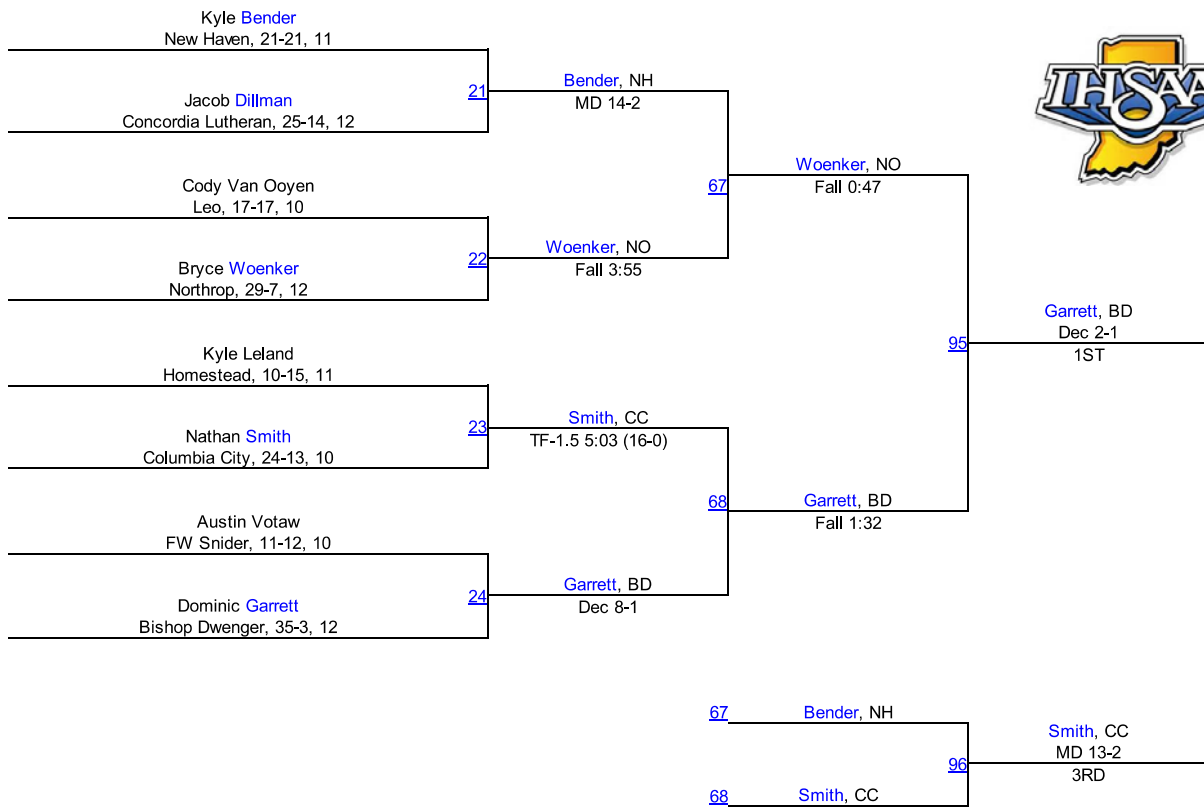 Kyle Bender
New Haven, 21-21, 11
21
Jacob Dillman
Concordia Lutheran, 25-14, 12
Bender, NH
MD 14-2
Cody Van Ooyen
Leo, 17-17, 10
22
Bryce Woenker
Northrop, 29-7, 12
Woenker, NO
Fall 3:55
67
Woenker, NO
Fall 0:47
Kyle Leland
Homestead, 10-15, 11
23
Nathan Smith
Columbia City, 24-13, 10
Smith, CC
TF-1.5 5:03 (16-0)
Austin Votaw
FW Snider, 11-12, 10
24
Dominic Garrett
Bishop Dwenger, 35-3, 12
Garrett, BD
Dec 8-1
68
Garrett, BD
Fall 1:32
95
Garrett, BD
Dec 2-1
1ST
67
Bender, NH
68
Smith, CC
96
Smith, CC
MD 13-2
3RD
IHSAA